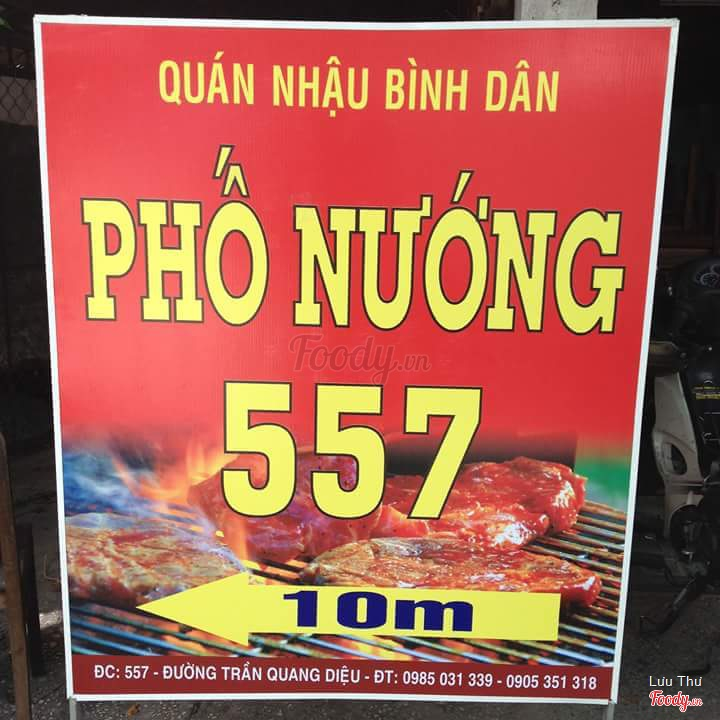 QUÁN NHẬU BÌNH DÂN
PHỐ NƯỚNG
Foody.vn
557
10m
ĐC: 557 - ĐƯỜNG TRẦN QUANG DIỆU - ĐT: 0985 031 339 - 0905 351 318
Lưu Thư
Foody.vn